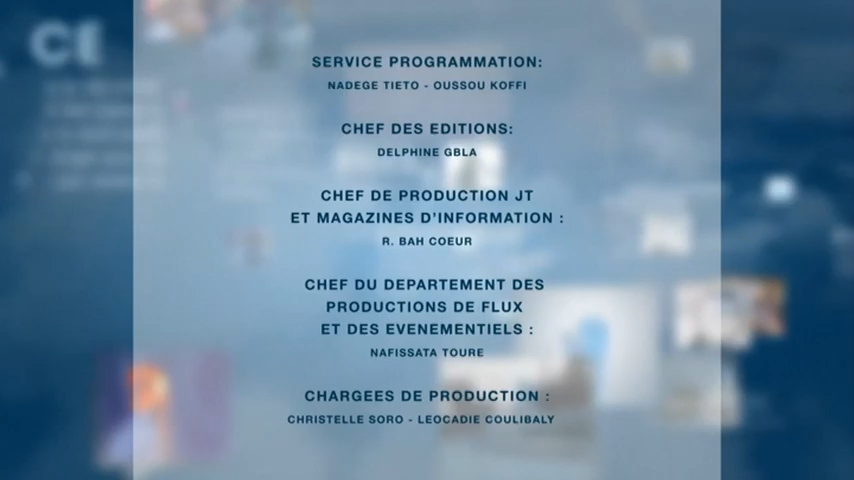 CE
SERVICE PROGRAMMATION:
NADEGE TIETO - OUSSOU KOFFI
CHEF DES EDITIONS:
DELPHINE GBLA
CHEF DE PRODUCTION JT
ET MAGAZINES D'INFORMATION :
R. BAH COEUR
CHEF DU DEPARTEMENT DES
PRODUCTIONS DE FLUX
ET DES EVENEMENTIELS :
NAFISSATA TOURE
CHARGEES DE PRODUCTION :
CHRISTELLE SORO - LEOCADIE COULIBALY